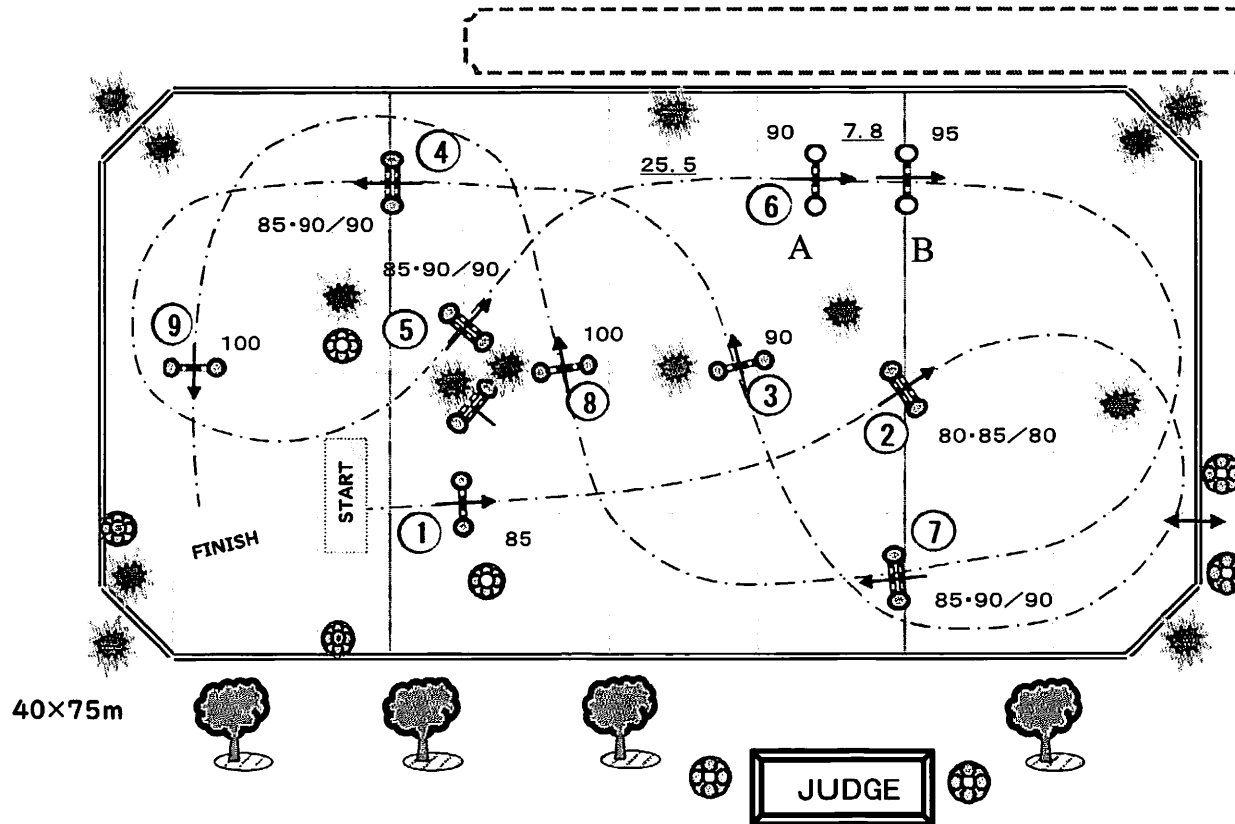 90 7.8 95
④ 25.5
⑥
85・90／90 A B
85・90／90
⑨ 100 ⑤ 100 90
⑧ ③
② 80・85／80
START
① 85 ⑦
FINISH
85・90／90
40×75m
JUDGE